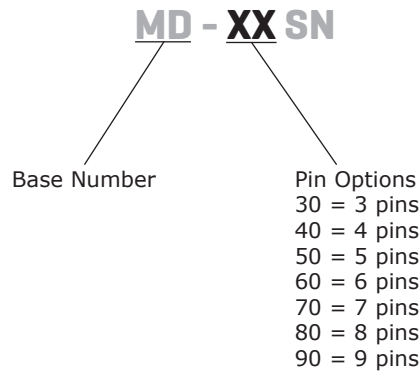 MD - XX SN
Base Number
Pin Options
30 = 3 pins
40 = 4 pins
50 = 5 pins
60 = 6 pins
70 = 7 pins
80 = 8 pins
90 = 9 pins